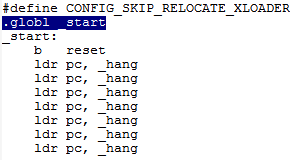 #define CONFIG_SKIP_RELOCATE_XLOADER
.globl _start
_start:
    b   reset
    ldr pc, _hang
    ldr pc, _hang
    ldr pc, _hang
    ldr pc, _hang
    ldr pc, _hang
    ldr pc, _hang
    ldr pc, _hang